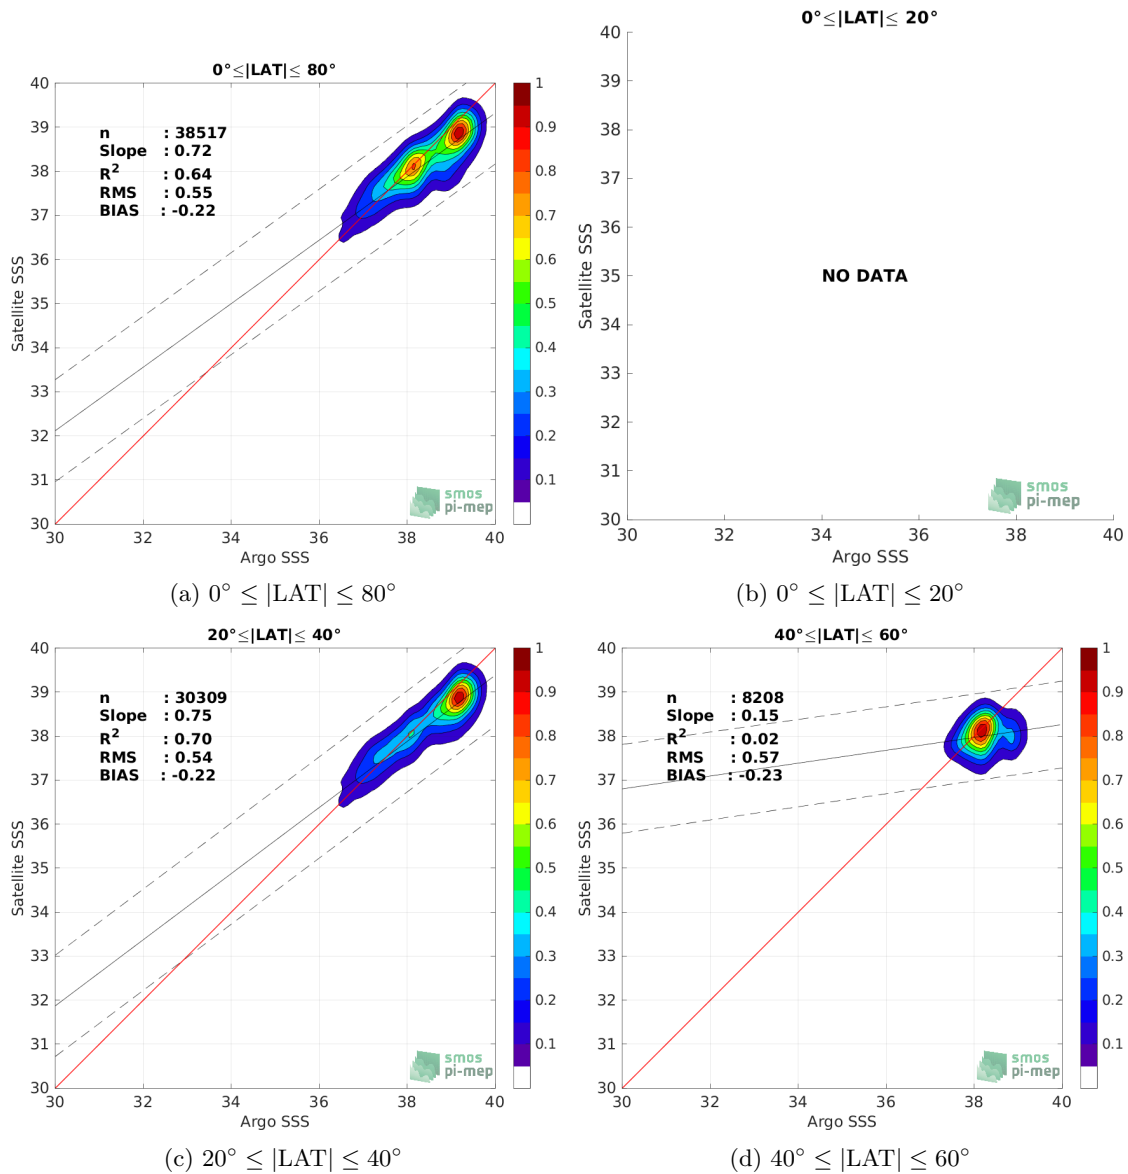 0°≤|LAT|≤ 80°
40
39
38
37
36
35
34
33
32
31
30
Satellite SSS
n : 38517
Slope : 0.72
R² : 0.64
RMS : 0.55
BIAS : -0.22
smos
pi-mep
30 32 34 36 38 40
Argo SSS
1
0.9
0.8
0.7
0.6
0.5
0.4
0.3
0.2
0.1
(a) 0° ≤ |LAT| ≤ 80°
0°≤|LAT|≤ 20°
40
39
38
37
36
35
34
33
32
31
30
Satellite SSS
NO DATA
smos
pi-mep
30 32 34 36 38 40
Argo SSS
(b) 0° ≤ |LAT| ≤ 20°
20°≤|LAT|≤ 40°
40
39
38
37
36
35
34
33
32
31
30
Satellite SSS
n : 30309
Slope : 0.75
R² : 0.70
RMS : 0.54
BIAS : -0.22
smos
pi-mep
30 32 34 36 38 40
Argo SSS
1
0.9
0.8
0.7
0.6
0.5
0.4
0.3
0.2
0.1
(c) 20° ≤ |LAT| ≤ 40°
40°≤|LAT|≤ 60°
40
39
38
37
36
35
34
33
32
31
30
Satellite SSS
n : 8208
Slope : 0.15
R² : 0.02
RMS : 0.57
BIAS : -0.23
smos
pi-mep
30 32 34 36 38 40
Argo SSS
1
0.9
0.8
0.7
0.6
0.5
0.4
0.3
0.2
0.1
(d) 40° ≤ |LAT| ≤ 60°